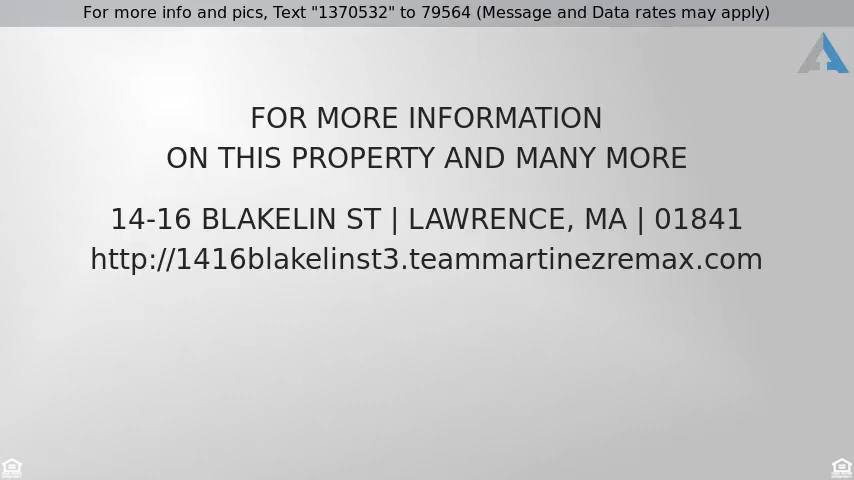 For more info and pics, Text "1370532" to 79564 (Message and Data rates may apply)
FOR MORE INFORMATION
ON THIS PROPERTY AND MANY MORE
14-16 BLAKELIN ST | LAWRENCE, MA | 01841
http://1416blakelinst3.teammartinezremax.com